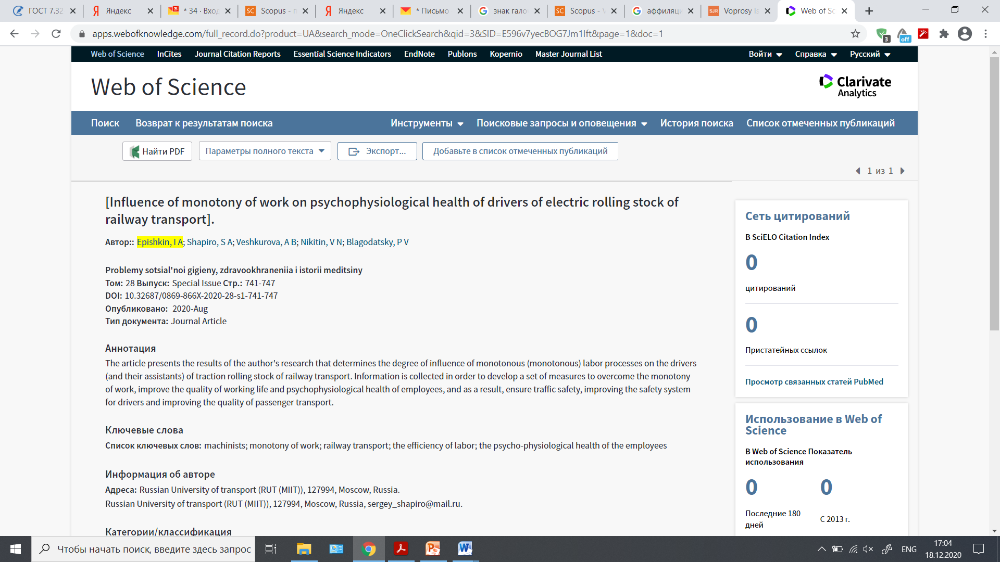 ГОСТ 7.32
Яндекс
* 34 · Вход
Scopus - п
Яндекс
* Письмо
знак гало
Scopus - V
аффиляц
Voprosy Is
Web of Sc
apps.webofknowledge.com/full_record.do?product=UA&search_mode=OneClickSearch&qid=3&SID=E596v7yecBOG7Jm1Ift&page=1&doc=1
3
off
Web of Science InCites Journal Citation Reports Essential Science Indicators EndNote Publons Kopernio Master Journal List Войти Справка Русский
Web of Science
Clarivate
Analytics
Поиск Возврат к результатам поиска Инструменты Поисковые запросы и оповещения История поиска Список отмеченных публикаций
Найти PDF Параметры полного текста Экспорт... Добавьте в список отмеченных публикаций
1 из 1
[Influence of monotony of work on psychophysiological health of drivers of electric rolling stock of
railway transport].
Автор:: Epishkin, I A; Shapiro, S A; Veshkurova, A B; Nikitin, V N; Blagodatsky, P V
Problemy sotsial'noi gigieny, zdravookhraneniia i istorii meditsiny
Том: 28 Выпуск: Special Issue Стр.: 741-747
DOI: 10.32687/0869-866X-2020-28-s1-741-747
Опубликовано: 2020-Aug
Тип документа: Journal Article
Аннотация
The article presents the results of the author's research that determines the degree of influence of monotonous (monotonous) labor processes on the drivers
(and their assistants) of traction rolling stock of railway transport. Information is collected in order to develop a set of measures to overcome the monotony
of work, improve the quality of working life and psychophysiological health of employees, and as a result, ensure traffic safety, improving the safety system
for drivers and improving the quality of passenger transport.
Ключевые слова
Список ключевых слов: machinists; monotony of work; railway transport; the efficiency of labor; the psycho-physiological health of the employees
Информация об авторе
Адреса: Russian University of transport (RUT (MIIT)), 127994, Moscow, Russia.
Russian University of transport (RUT (MIIT)), 127994, Moscow, Russia, sergey_shapiro@mail.ru.
Категории/классификация
Сеть цитирований
В SciELO Citation Index
0
цитирований
0
Пристатейных ссылок
Просмотр связанных статей PubMed
Использование в Web of
Science
В Web of Science Показатель
использования
0 0
Последние 180
дней
С 2013 г.
Чтобы начать поиск, введите здесь запрос
ENG
17:04
18.12.2020